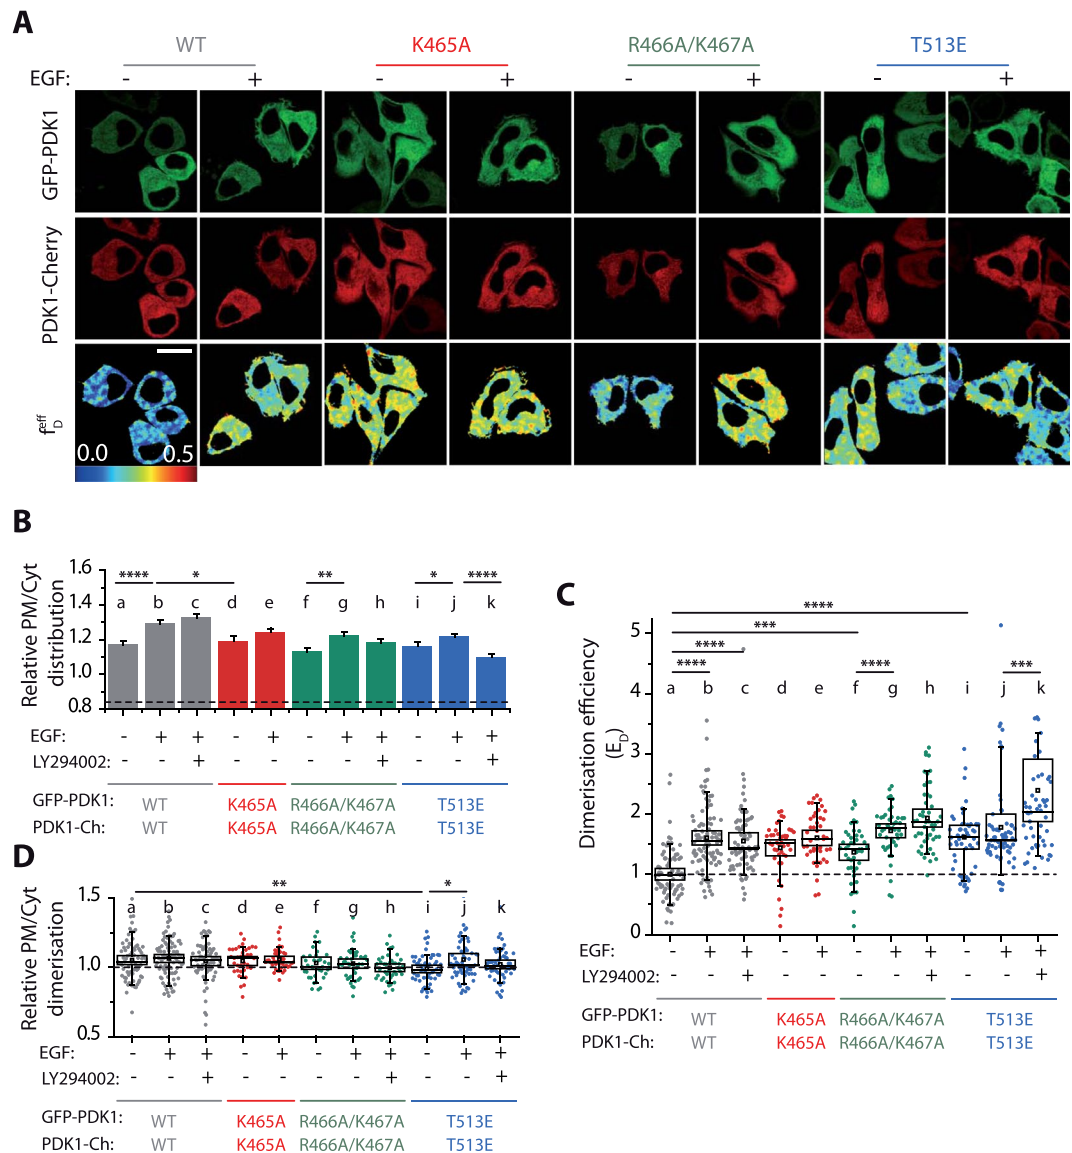 A
WT K465A R466A/K467A T513E
EGF: - + - + - + - +
GFP-PDK1
PDK1-Cherry
f D eff
0.0 0.5
B
Relative PM/Cyt distribution
1.6
1.4
1.2
1.0
0.8
**** * ** * ****
a b c d e f g h i j k
EGF: - + + - + - + + - + +
LY294002: - - + - - - - + - - +
GFP-PDK1: WT K465A R466A/K467A T513E
PDK1-Ch: WT K465A R466A/K467A T513E
C
Dimerisation efficiency (E D)
5
4
3
2
1
0
****
***
****
**** **** ***
a b c d e f g h i j k
EGF: - + + - + - + + - + +
LY294002: - - + - - - - + - - +
GFP-PDK1: WT K465A R466A/K467A T513E
PDK1-Ch: WT K465A R466A/K467A T513E
D
Relative PM/Cyt dimerisation
1.5
1.0
0.5
** *
a b c d e f g h i j k
EGF: - + + - + - + + - + +
LY294002: - - + - - - - + - - +
GFP-PDK1: WT K465A R466A/K467A T513E
PDK1-Ch: WT K465A R466A/K467A T513E